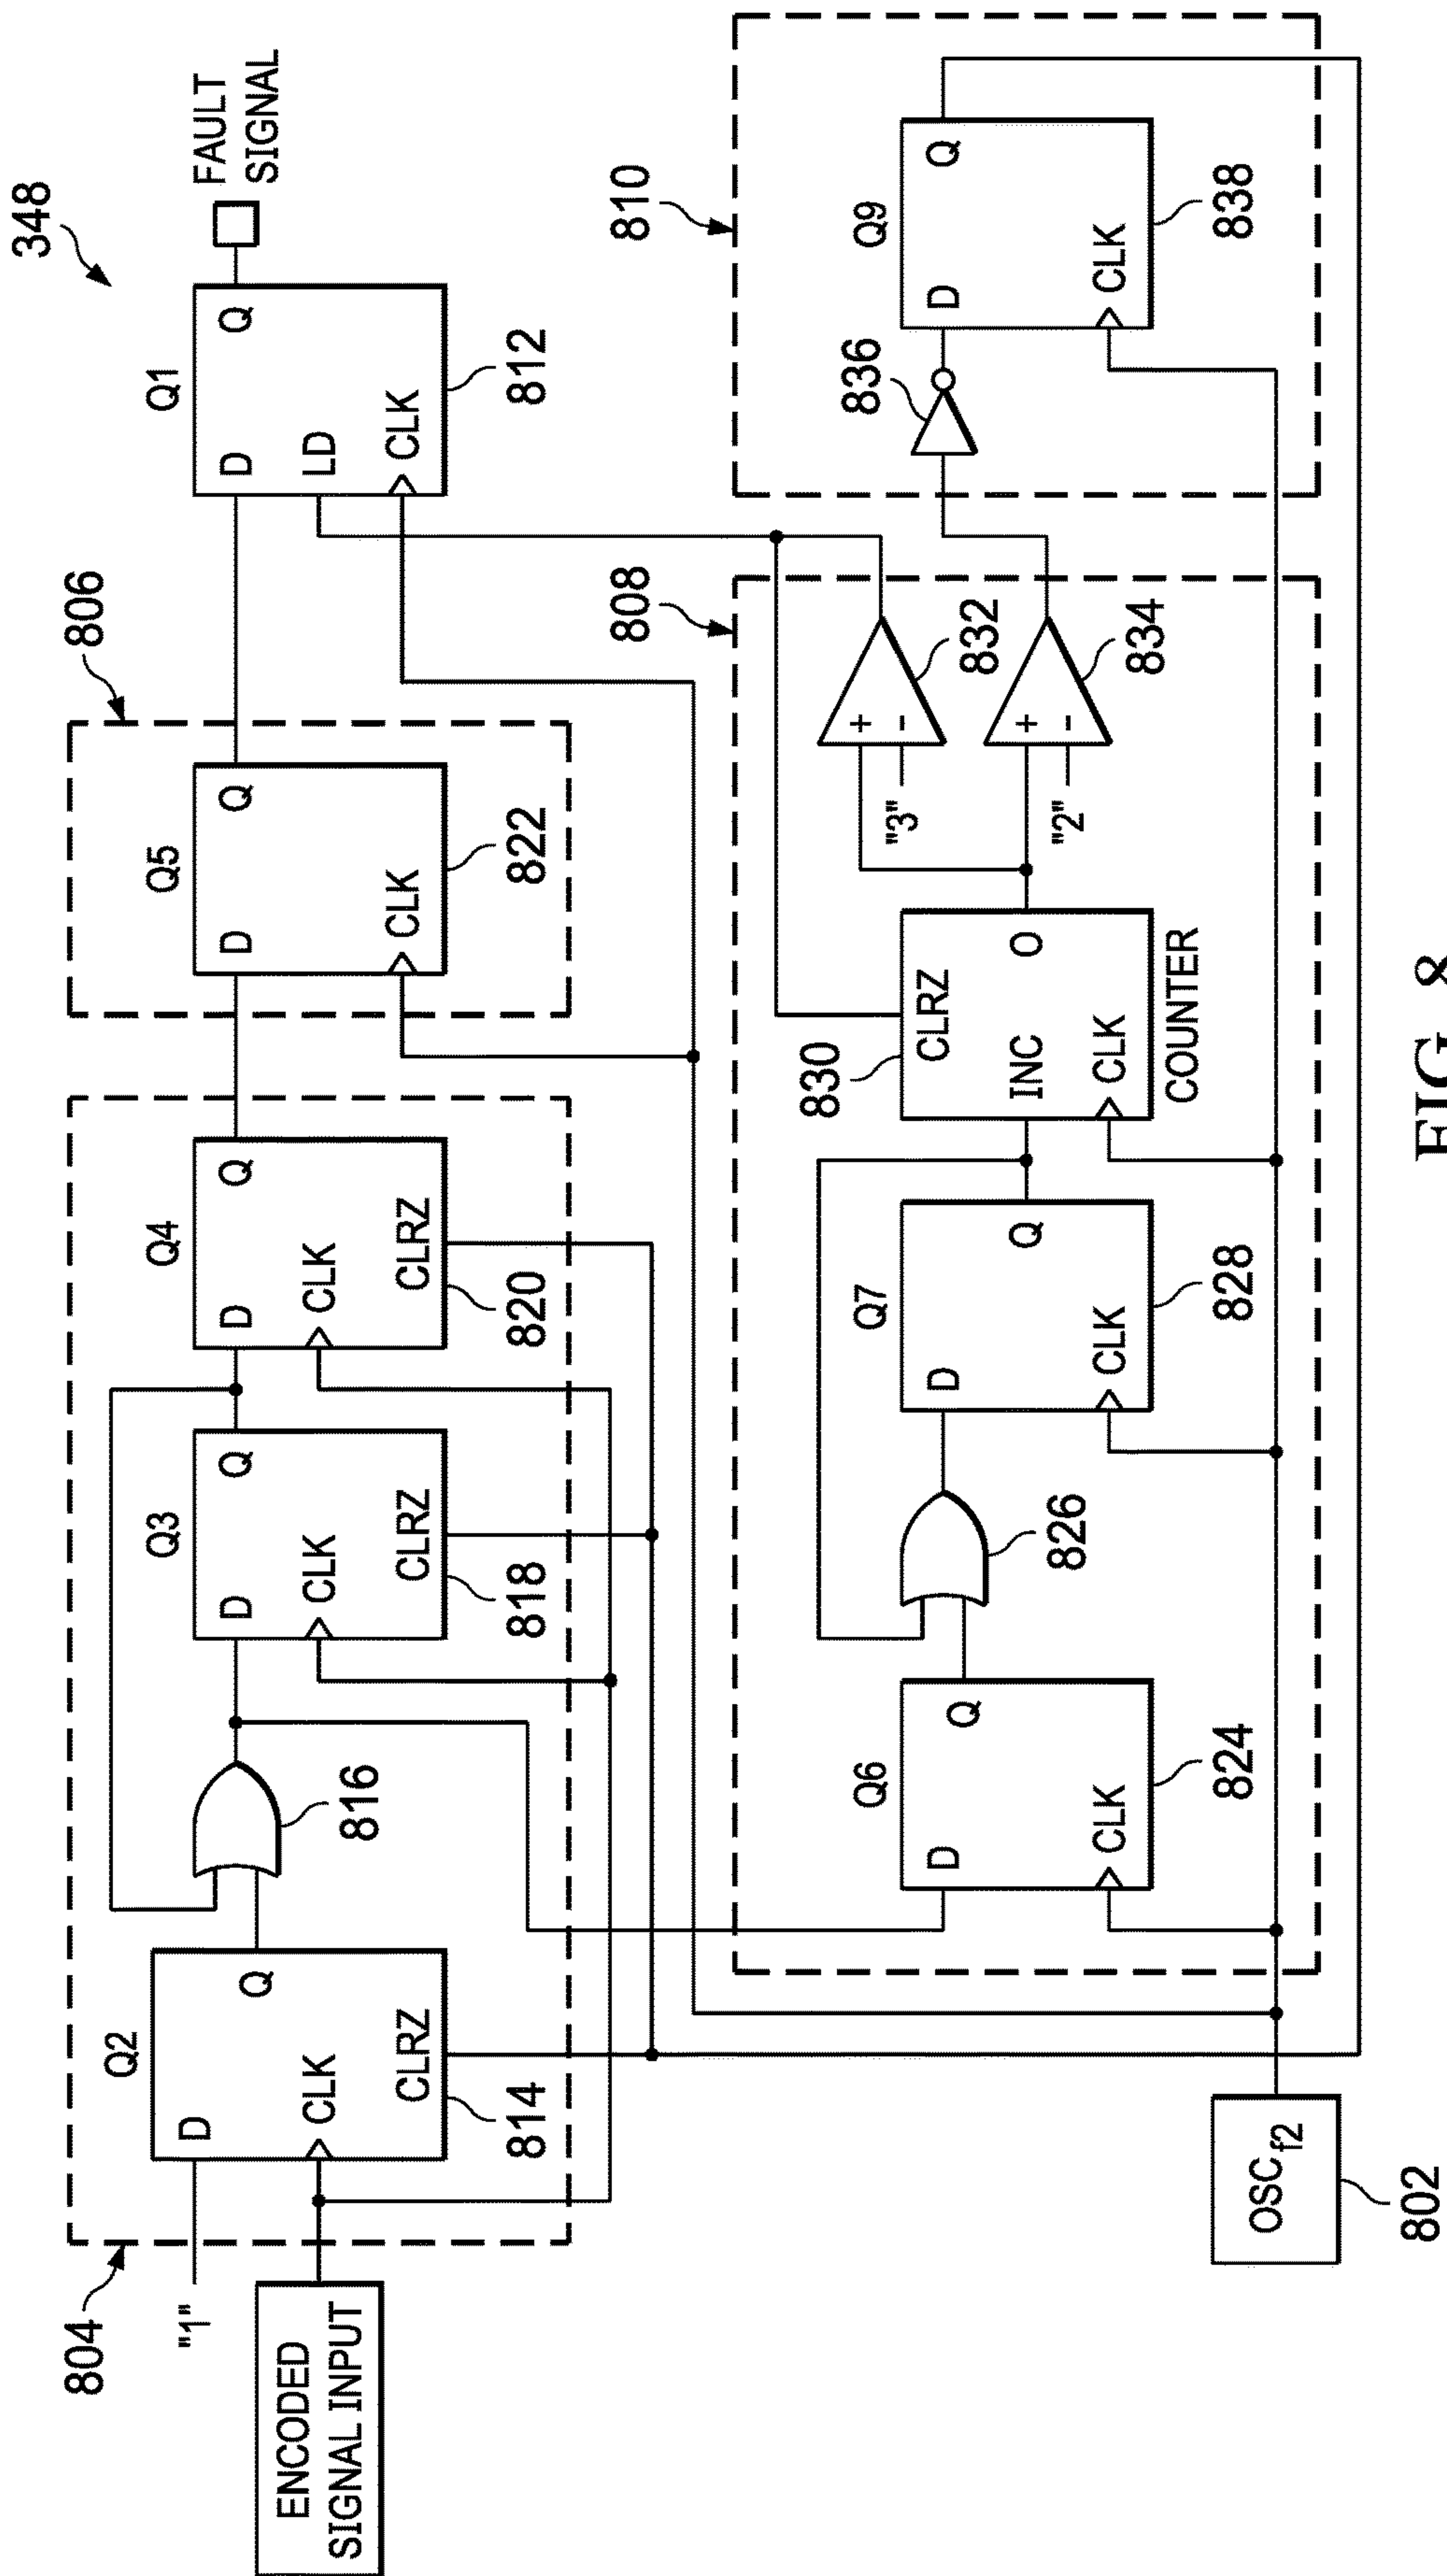 348
FAULT
SIGNAL
806
804
Q1
D
Q
LD
CLK
812
Q5
D
Q
CLK
822
Q4
D
Q
CLK
CLRZ
820
Q3
D
Q
CLK
CLRZ
818
816
Q2
D
Q
CLK
CLRZ
814
"1"
ENCODED
SIGNAL INPUT
808
810
Q6
D
Q
CLK
824
826
Q7
D
Q
CLK
828
830
CLRZ
INC
O
CLK
COUNTER
+
-
"3"
832
+
-
"2"
834
836
Q9
D
Q
CLK
838
OSCf2
802
FIG. 8